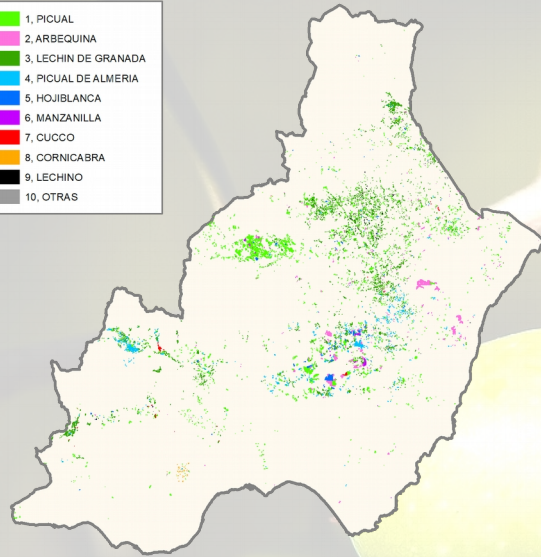 1, PICUAL
2, ARBEQUINA
3, LECHIN DE GRANADA
4, PICUAL DE ALMERIA
5, HOJIBLANCA
6, MANZANILLA
7, CUCCO
8, CORNICABRA
9, LECHINO
10, OTRAS